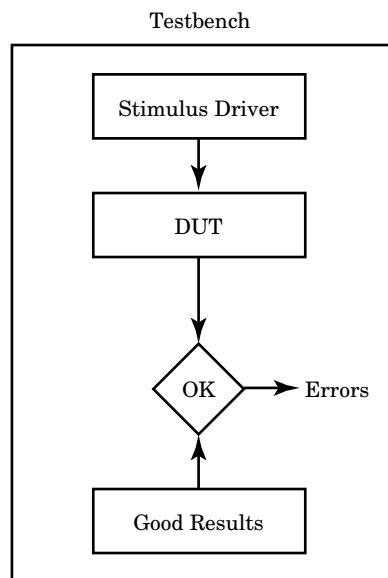 Testbench
Stimulus Driver
DUT
OK
Errors
Good Results